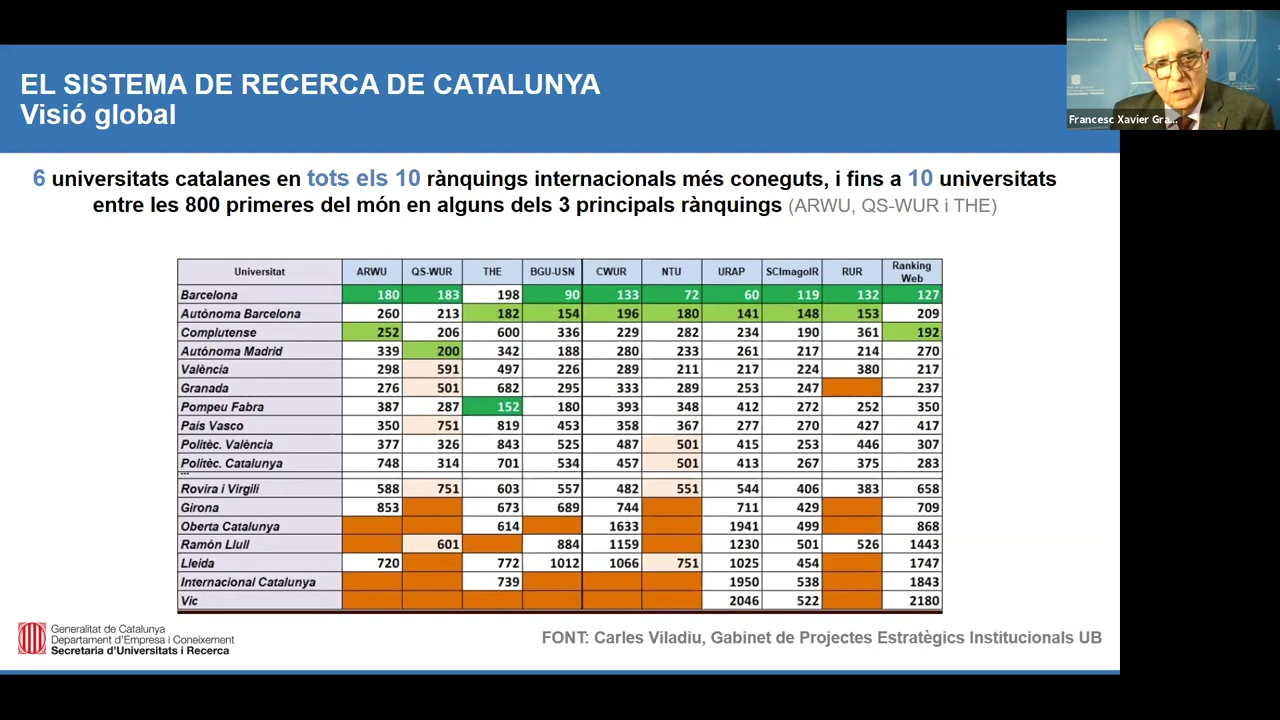 Francesc Xavier Gra...
EL SISTEMA DE RECERCA DE CATALUNYA
Visió global
6 universitats catalanes en tots els 10 rànquings internacionals més coneguts, i fins a 10 universitats
entre les 800 primeres del món en alguns dels 3 principals rànquings (ARWU, QS-WUR i THE)
Universitat ARWU QS-WUR THE BGU-USN CWUR NTU URAP SCImagoIR RUR Ranking Web
Barcelona 180 183 198 90 133 72 60 119 132 127
Autònoma Barcelona 260 213 182 154 196 180 141 148 153 209
Complutense 252 206 600 336 229 282 234 190 361 192
Autónoma Madrid 339 200 342 188 280 233 261 217 214 270
València 298 591 497 226 289 211 217 224 380 217
Granada 276 501 682 295 333 289 253 247 237
Pompeu Fabra 387 287 152 180 393 348 412 272 252 350
País Vasco 350 751 819 453 358 367 277 270 427 417
Politèc. València 377 326 843 525 487 501 415 253 446 307
Politèc. Catalunya 748 314 701 534 457 501 413 267 375 283
...
Rovira i Virgili 588 751 603 557 482 551 544 406 383 658
Girona 853 673 689 744 711 429 709
Oberta Catalunya 614 1633 1941 499 868
Ramón Llull 601 884 1159 1230 501 526 1443
Lleida 720 772 1012 1066 751 1025 454 1747
Internacional Catalunya 739 1950 538 1843
Vic 2046 522 2180
Generalitat de Catalunya
Departament d'Empresa i Coneixement
Secretaria d'Universitats i Recerca
FONT: Carles Viladiu, Gabinet de Projectes Estratègics Institucionals UB